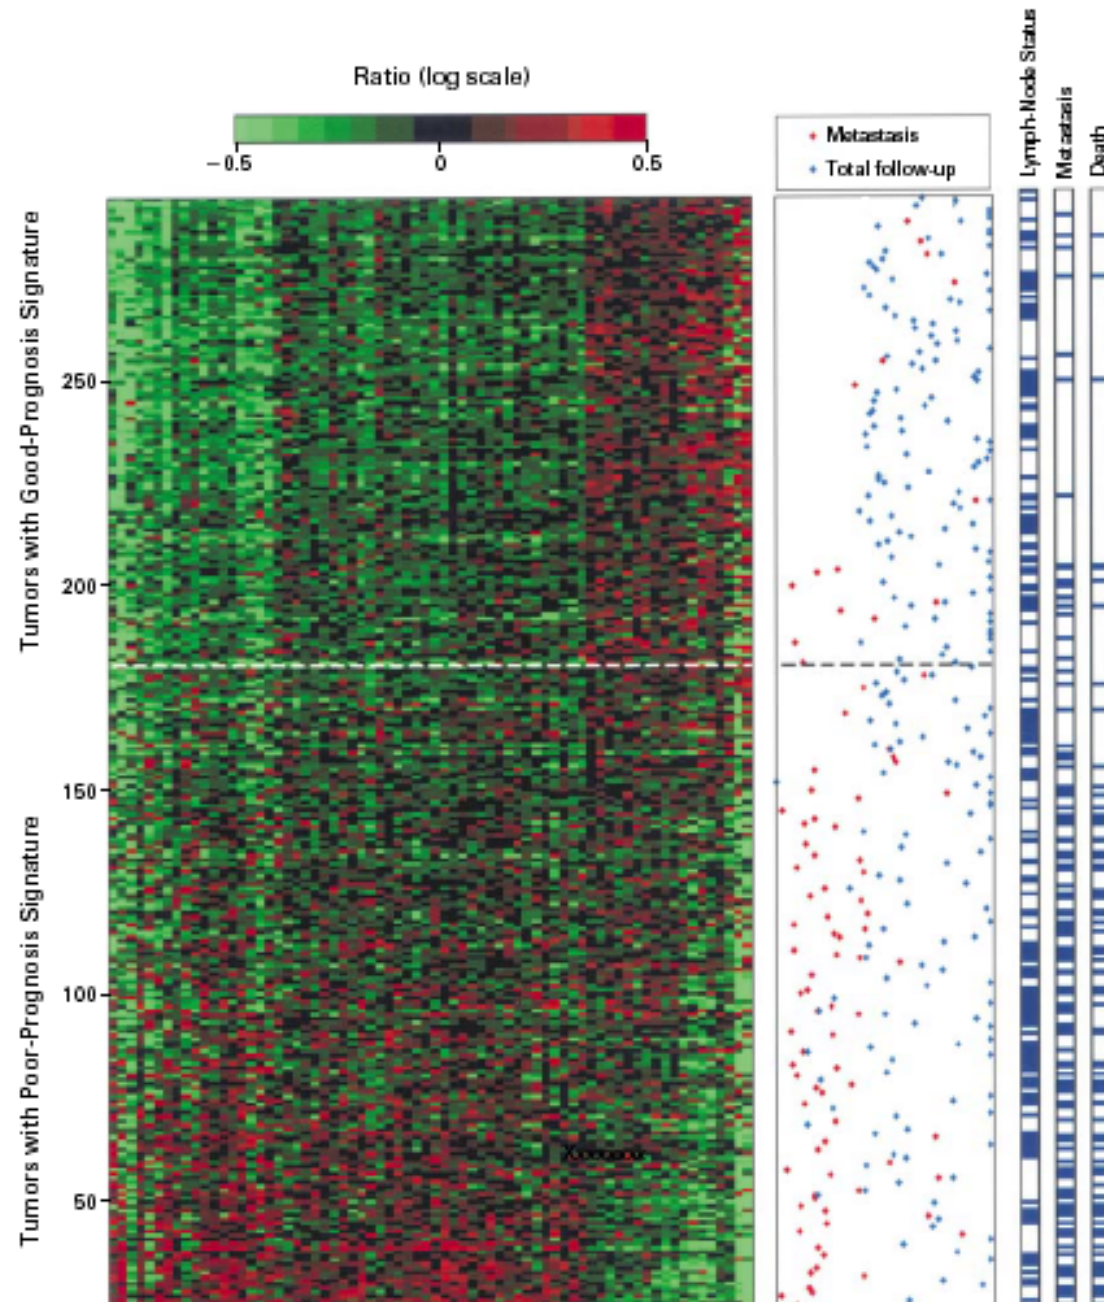 Ratio (log scale)
−0.5
0
0.5
Metastasis
Total follow-up
Lymph-Node Status
Metastasis
Death
Tumors with Good-Prognosis Signature
250
200
150
Tumors with Poor-Prognosis Signature
100
50